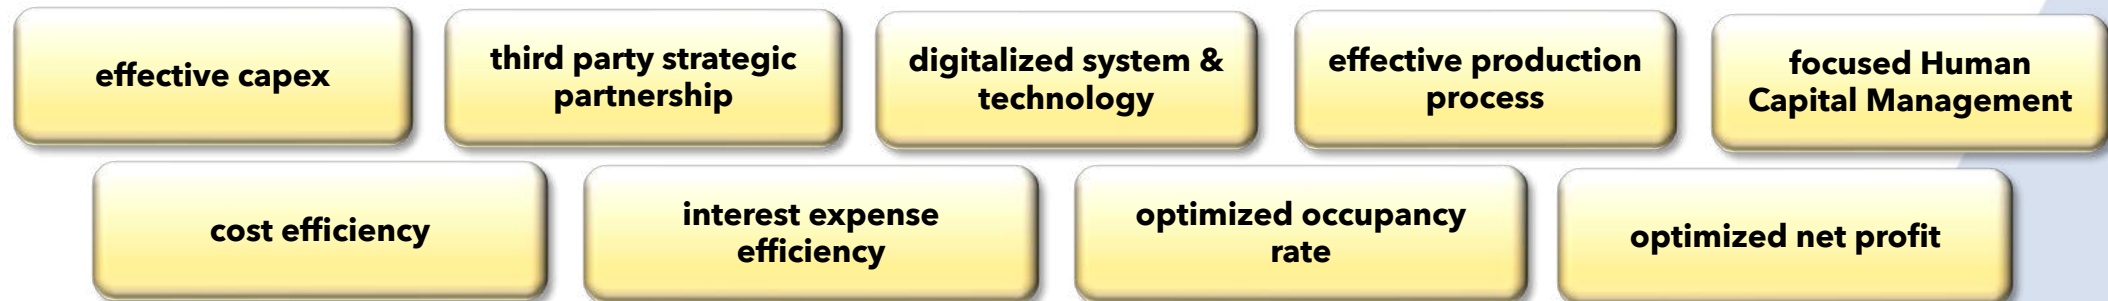 effective capex
third party strategic
partnership
digitalized system &
technology
effective production
process
focused Human
Capital Management
cost efficiency
interest expense
efficiency
optimized occupancy
rate
optimized net profit